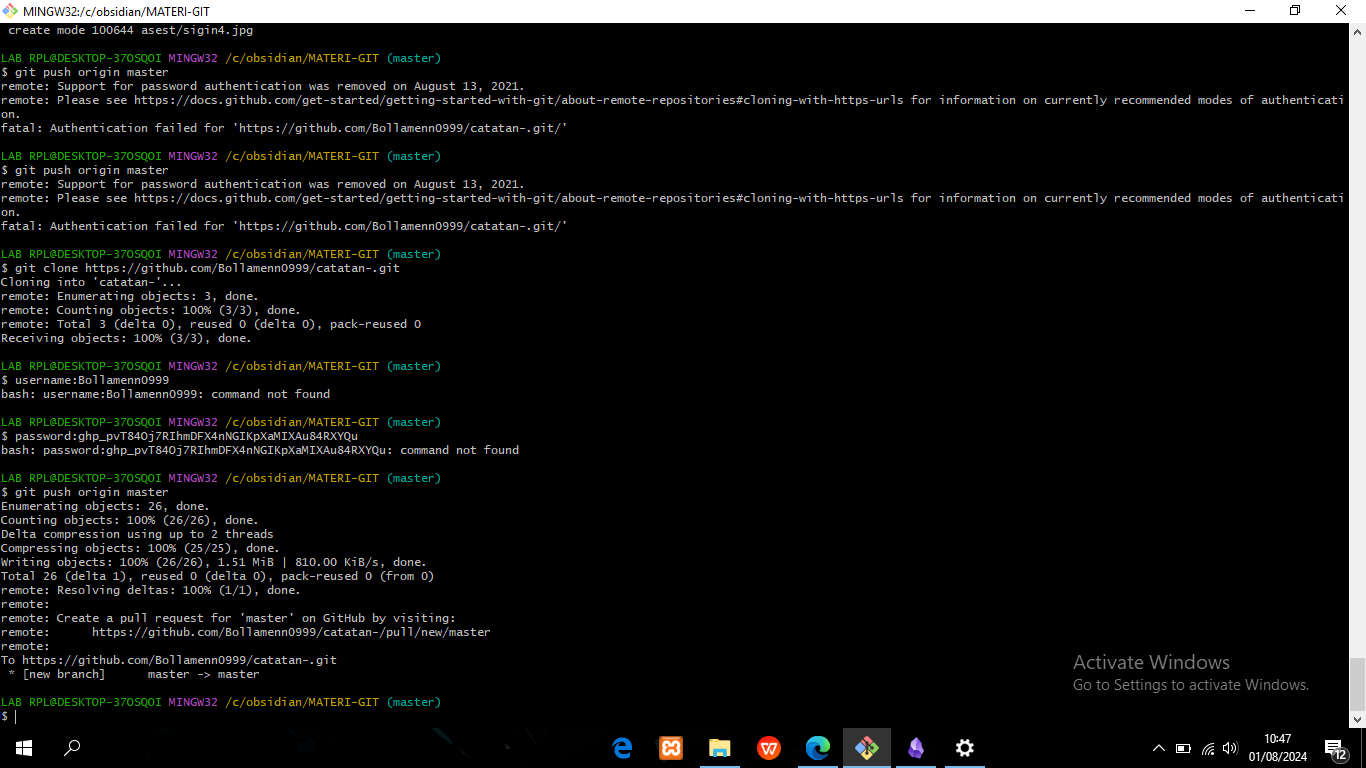 MINGW32:/c/obsidian/MATERI-GIT
create mode 100644 asest/sigin4.jpg
LAB RPL@DESKTOP-37OSQOI MINGW32 /c/obsidian/MATERI-GIT (master)
$ git push origin master
remote: Support for password authentication was removed on August 13, 2021.
remote: Please see https://docs.github.com/get-started/getting-started-with-git/about-remote-repositories#cloning-with-https-urls for information on currently recommended modes of authenticati
on.
fatal: Authentication failed for 'https://github.com/Bollamenn0999/catatan-.git/'
LAB RPL@DESKTOP-37OSQOI MINGW32 /c/obsidian/MATERI-GIT (master)
$ git push origin master
remote: Support for password authentication was removed on August 13, 2021.
remote: Please see https://docs.github.com/get-started/getting-started-with-git/about-remote-repositories#cloning-with-https-urls for information on currently recommended modes of authenticati
on.
fatal: Authentication failed for 'https://github.com/Bollamenn0999/catatan-.git/'
LAB RPL@DESKTOP-37OSQOI MINGW32 /c/obsidian/MATERI-GIT (master)
$ git clone https://github.com/Bollamenn0999/catatan-.git
Cloning into 'catatan-'...
remote: Enumerating objects: 3, done.
remote: Counting objects: 100% (3/3), done.
remote: Total 3 (delta 0), reused 0 (delta 0), pack-reused 0
Receiving objects: 100% (3/3), done.
LAB RPL@DESKTOP-37OSQOI MINGW32 /c/obsidian/MATERI-GIT (master)
$ username:Bollamenn0999
bash: username:Bollamenn0999: command not found
LAB RPL@DESKTOP-37OSQOI MINGW32 /c/obsidian/MATERI-GIT (master)
$ password: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
bash: password: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: command not found
LAB RPL@DESKTOP-37OSQOI MINGW32 /c/obsidian/MATERI-GIT (master)
$ git push origin master
Enumerating objects: 26, done.
Counting objects: 100% (26/26), done.
Delta compression using up to 2 threads
Compressing objects: 100% (25/25), done.
Writing objects: 100% (26/26), 1.51 MiB | 810.00 KiB/s, done.
Total 26 (delta 1), reused 0 (delta 0), pack-reused 0 (from 0)
remote: Resolving deltas: 100% (1/1), done.
remote:
remote: Create a pull request for 'master' on GitHub by visiting:
remote:      https://github.com/Bollamenn0999/catatan-/pull/new/master
remote:
To https://github.com/Bollamenn0999/catatan-.git
* [new branch]      master -> master
LAB RPL@DESKTOP-37OSQOI MINGW32 /c/obsidian/MATERI-GIT (master)
$
Activate Windows
Go to Settings to activate Windows.
10:47
01/08/2024
12